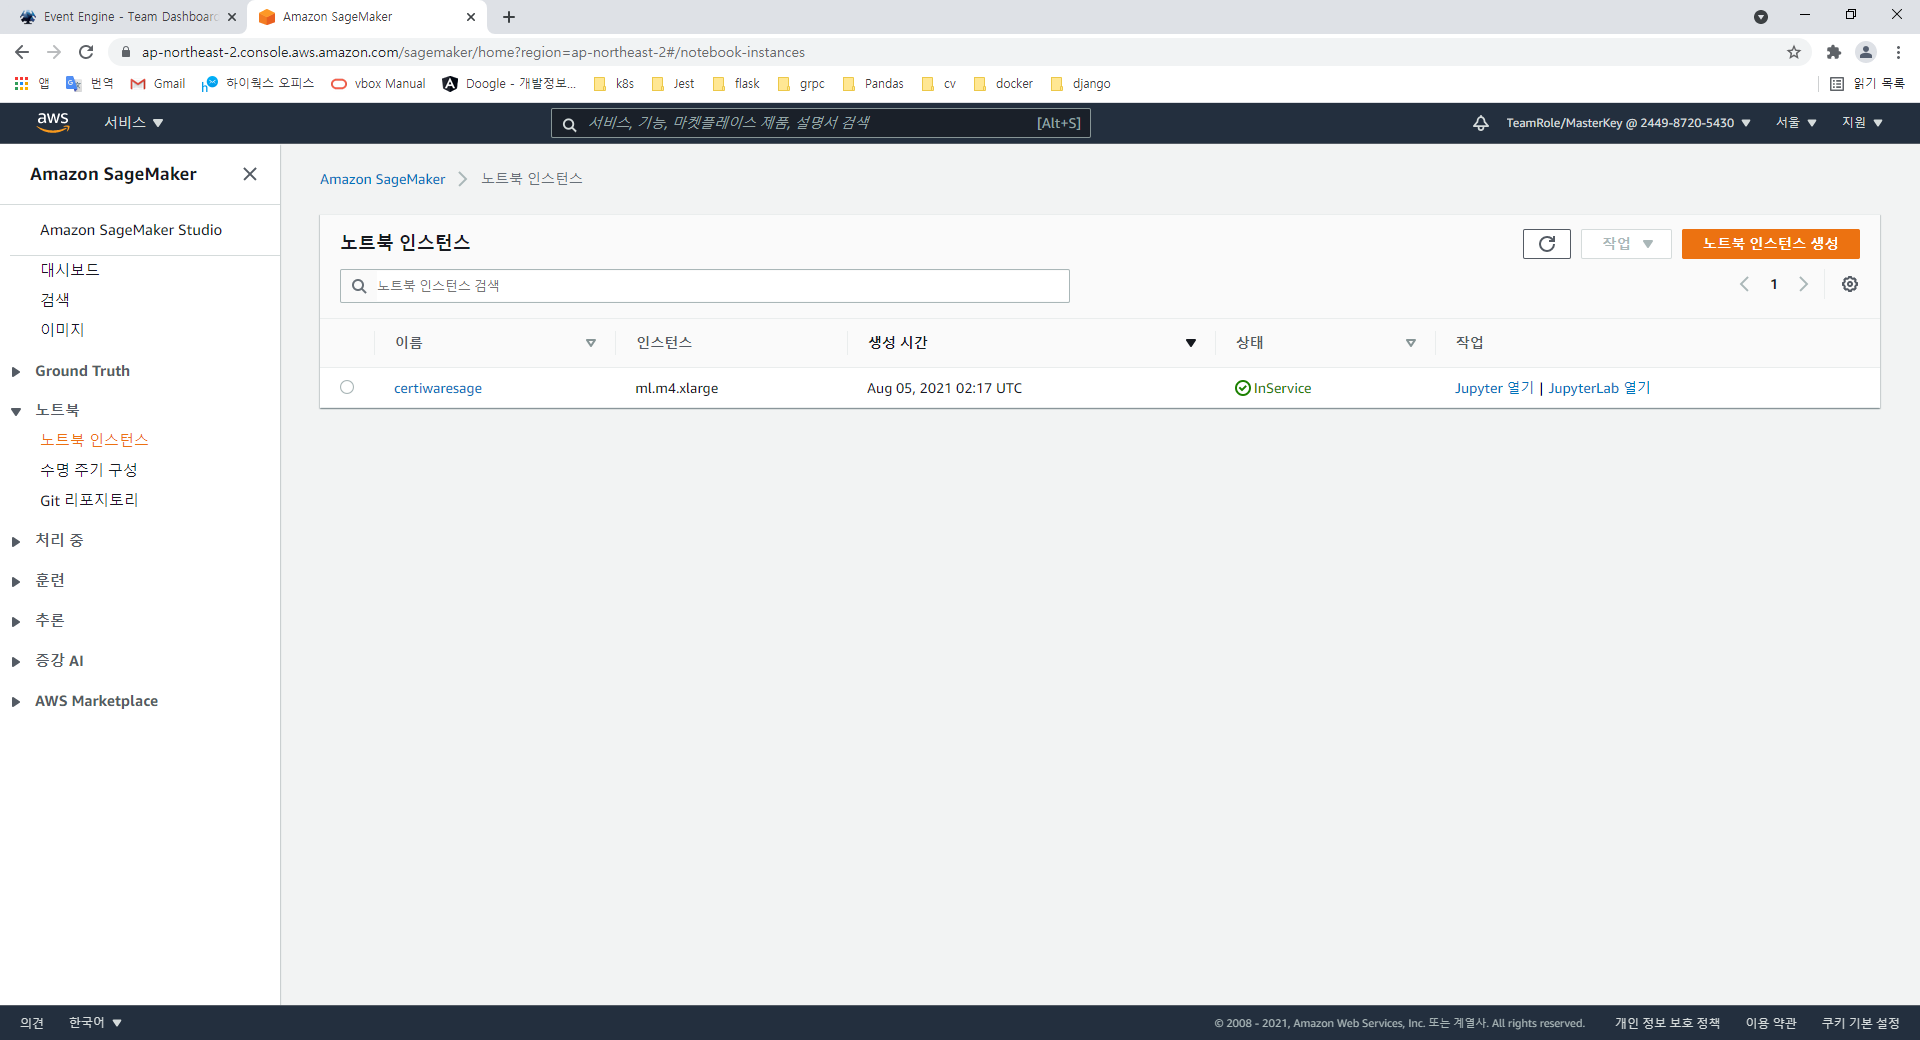 Event Engine - Team Dashboard
Amazon SageMaker
ap-northeast-2.console.aws.amazon.com/sagemaker/home?region=ap-northeast-2#/notebook-instances
앱 번역 Gmail 하이웍스 오피스 vbox Manual Doogle - 개발정보... k8s Jest flask grpc Pandas cv docker django 읽기 목록
aws 서비스 서비스, 기능, 마켓플레이스 제품, 설명서 검색 [Alt+S] TeamRole/MasterKey @ 2449-8720-5430 서울 지원
Amazon SageMaker
Amazon SageMaker Studio
대시보드
검색
이미지
Ground Truth
노트북
노트북 인스턴스
수명 주기 구성
Git 리포지토리
처리 중
훈련
추론
증강 AI
AWS Marketplace
Amazon SageMaker 노트북 인스턴스
노트북 인스턴스 작업 노트북 인스턴스 생성
노트북 인스턴스 검색 1
이름 인스턴스 생성 시간 상태 작업
certiwaresage ml.m4.xlarge Aug 05, 2021 02:17 UTC InService Jupyter 열기 | JupyterLab 열기
의견 한국어 © 2008 - 2021, Amazon Web Services, Inc. 또는 계열사. All rights reserved. 개인 정보 보호 정책 이용 약관 쿠키 기본 설정